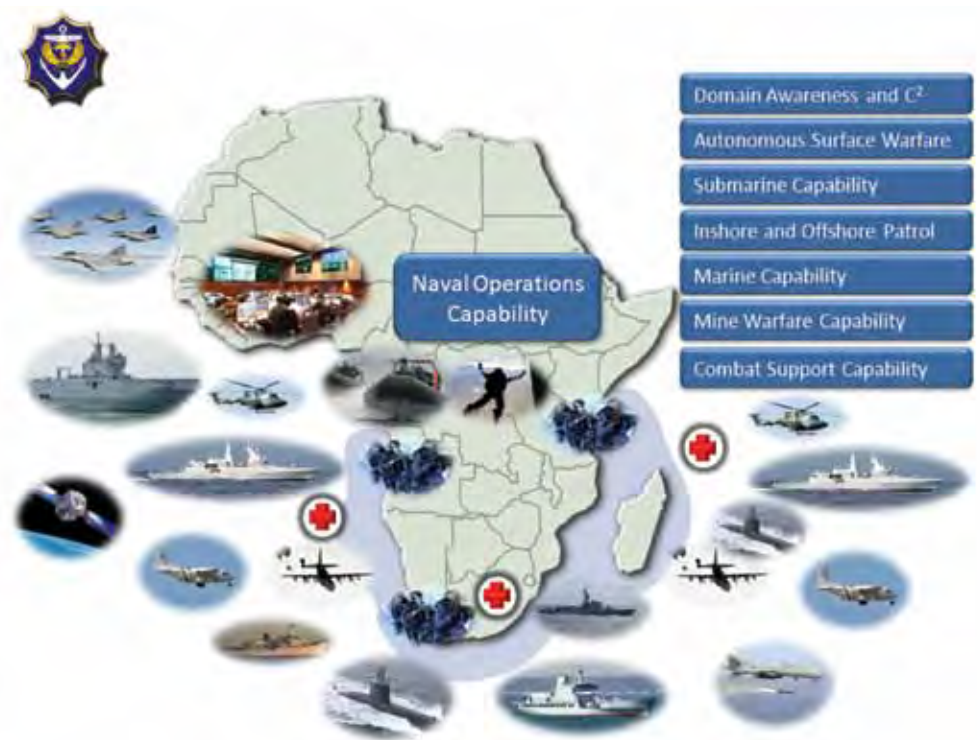 Domain Awareness and C²
Autonomous Surface Warfare
Submarine Capability
Inshore and Offshore Patrol
Marine Capability
Mine Warfare Capability
Combat Support Capability
Naval Operations
Capability